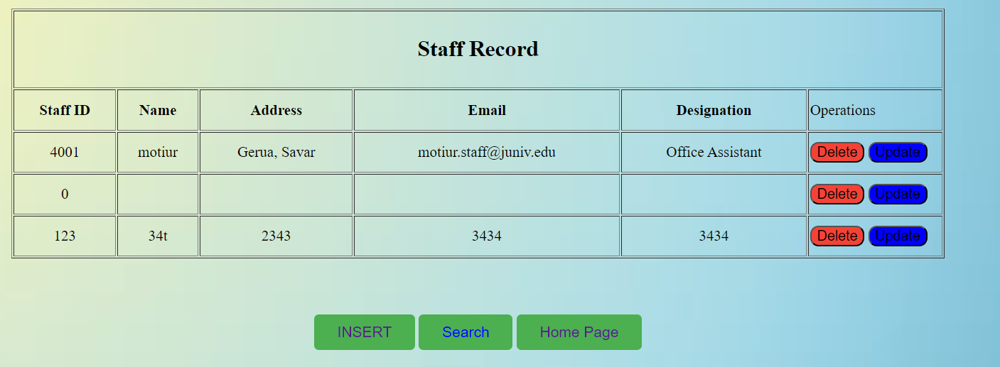 Staff Record
Staff ID Name Address Email Designation Operations
4001 motiur Gerua, Savar motiur.staff@juniv.edu Office Assistant Delete Update
0 Delete Update
123 34t 2343 3434 3434 Delete Update
INSERT Search Home Page